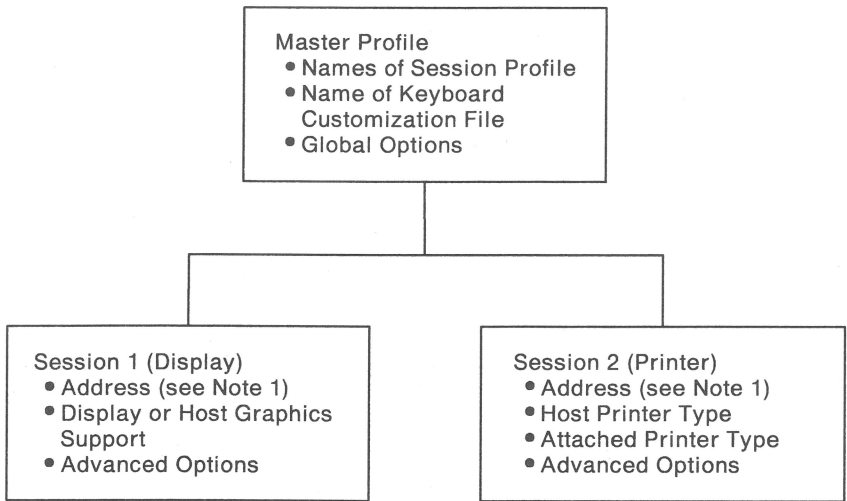 Master Profile
• Names of Session Profile
• Name of Keyboard
Customization File
• Global Options
Session 1 (Display)
• Address (see Note 1)
• Display or Host Graphics
Support
• Advanced Options
Session 2 (Printer)
• Address (see Note 1)
• Host Printer Type
• Attached Printer Type
• Advanced Options